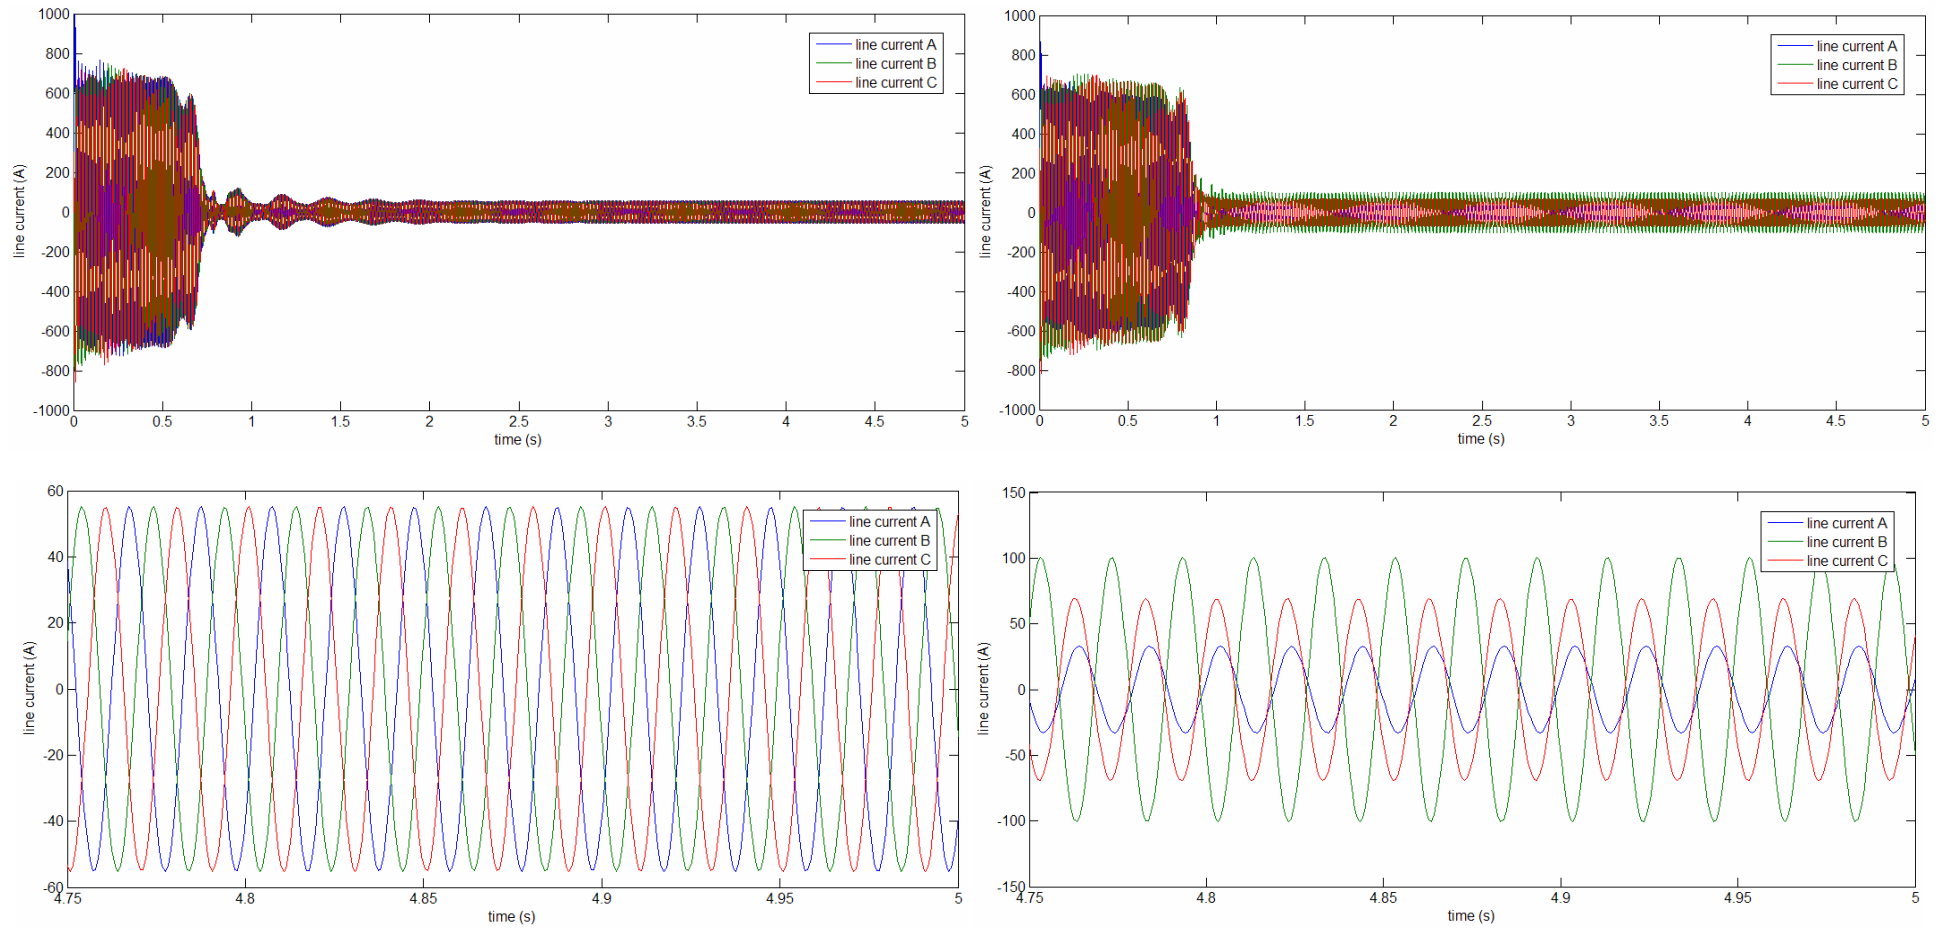 1000
800
600
400
200
0
-200
-400
-600
-800
-1000
line current (A)
0 0.5 1 1.5 2 2.5 3 3.5 4 4.5 5
time (s)
line current A
line current B
line current C
1000
800
600
400
200
0
-200
-400
-600
-800
-1000
line current (A)
0 0.5 1 1.5 2 2.5 3 3.5 4 4.5 5
time (s)
line current A
line current B
line current C
60
40
20
0
-20
-40
-60
line current (A)
4.75 4.8 4.85 4.9 4.95 5
time (s)
line current A
line current B
line current C
150
100
50
0
-50
-100
-150
line current (A)
4.75 4.8 4.85 4.9 4.95 5
time (s)
line current A
line current B
line current C